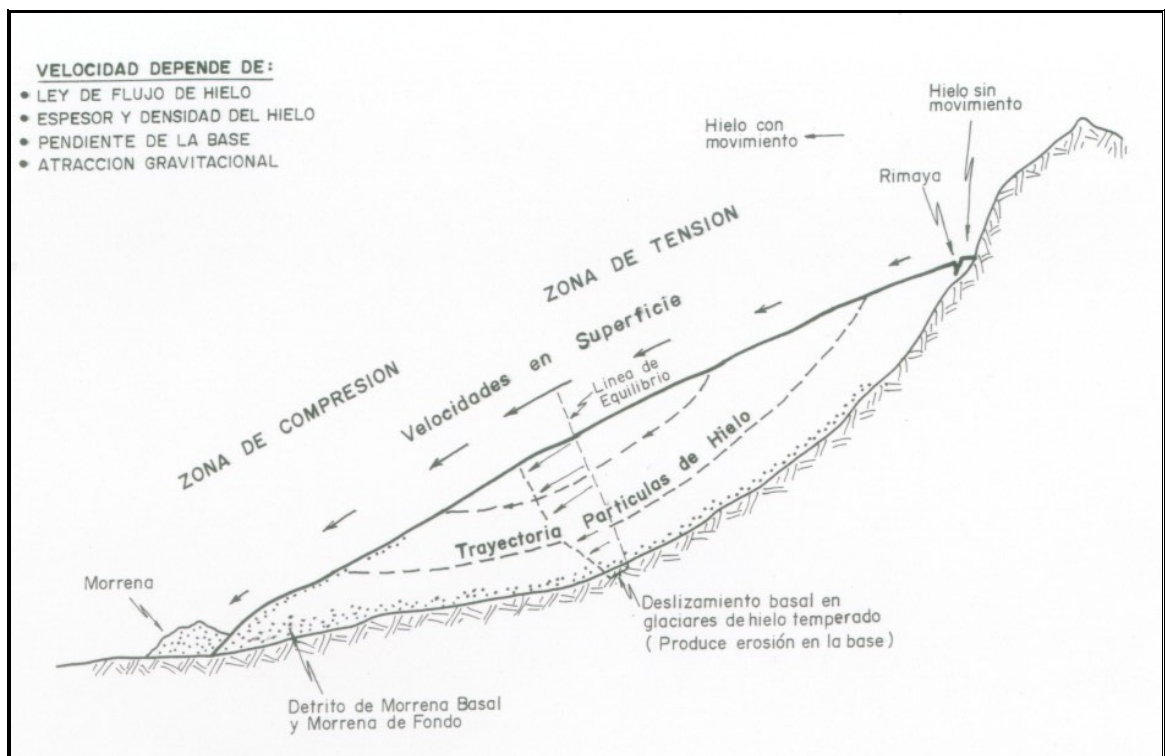 VELOCIDAD DEPENDE DE:
• LEY DE FLUJO DE HIELO
• ESPESOR Y DENSIDAD DEL HIELO
• PENDIENTE DE LA BASE
• ATRACCION GRAVITACIONAL
Hielo sin
movimiento
Hielo con
movimiento
Rimaya
ZONA DE TENSION
Velocidades en Superficie
ZONA DE COMPRESION
Linea de
Equilibrio
Trayectoria Particulas de Hielo
Morrena
Deslizamiento basal en
glaciares de hielo temperado
( Produce erosión en la base )
Detrito de Morrena Basal
y Morrena de Fondo